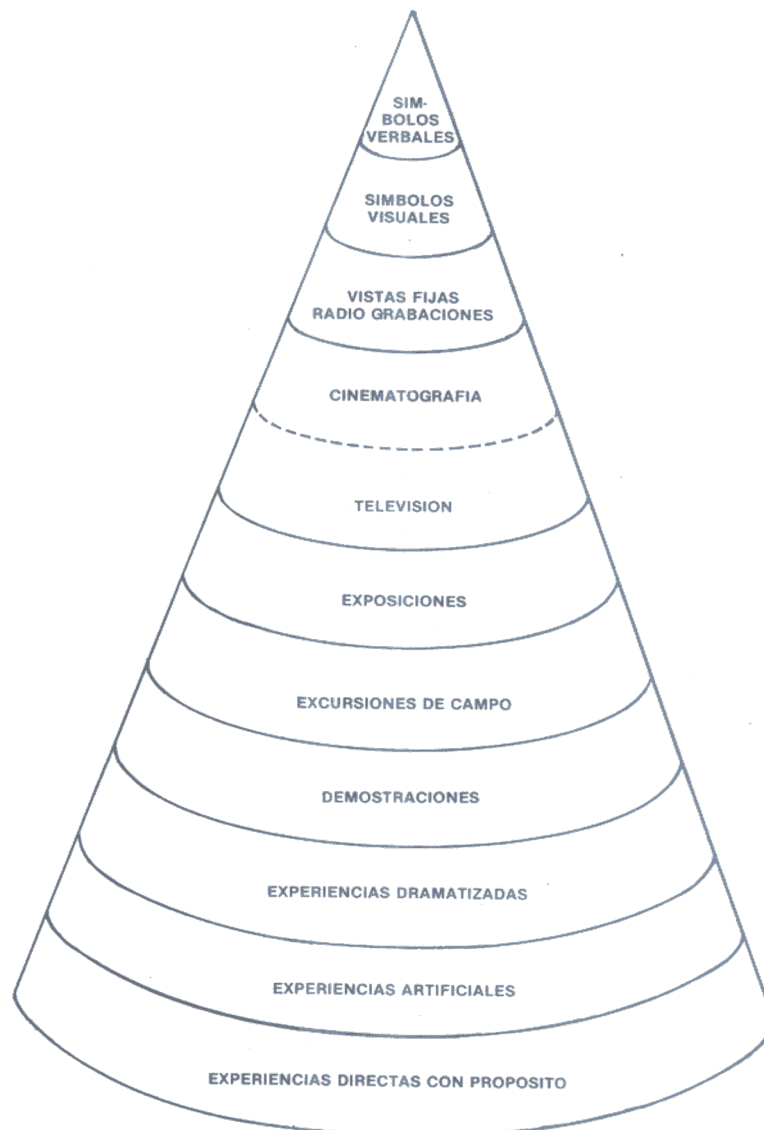 SIM-
BOLOS
VERBALES
SIMBOLOS
VISUALES
VISTAS FIJAS
RADIO GRABACIONES
CINEMATOGRAFIA
TELEVISION
EXPOSICIONES
EXCURSIONES DE CAMPO
DEMOSTRACIONES
EXPERIENCIAS DRAMATIZADAS
EXPERIENCIAS ARTIFICIALES
EXPERIENCIAS DIRECTAS CON PROPOSITO